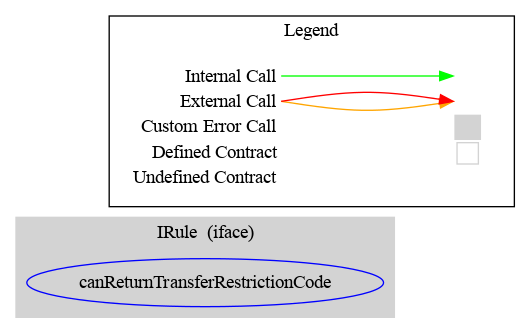 Legend
Internal Call
External Call
Custom Error Call
Defined Contract
Undefined Contract
IRule  (iface)
canReturnTransferRestrictionCode